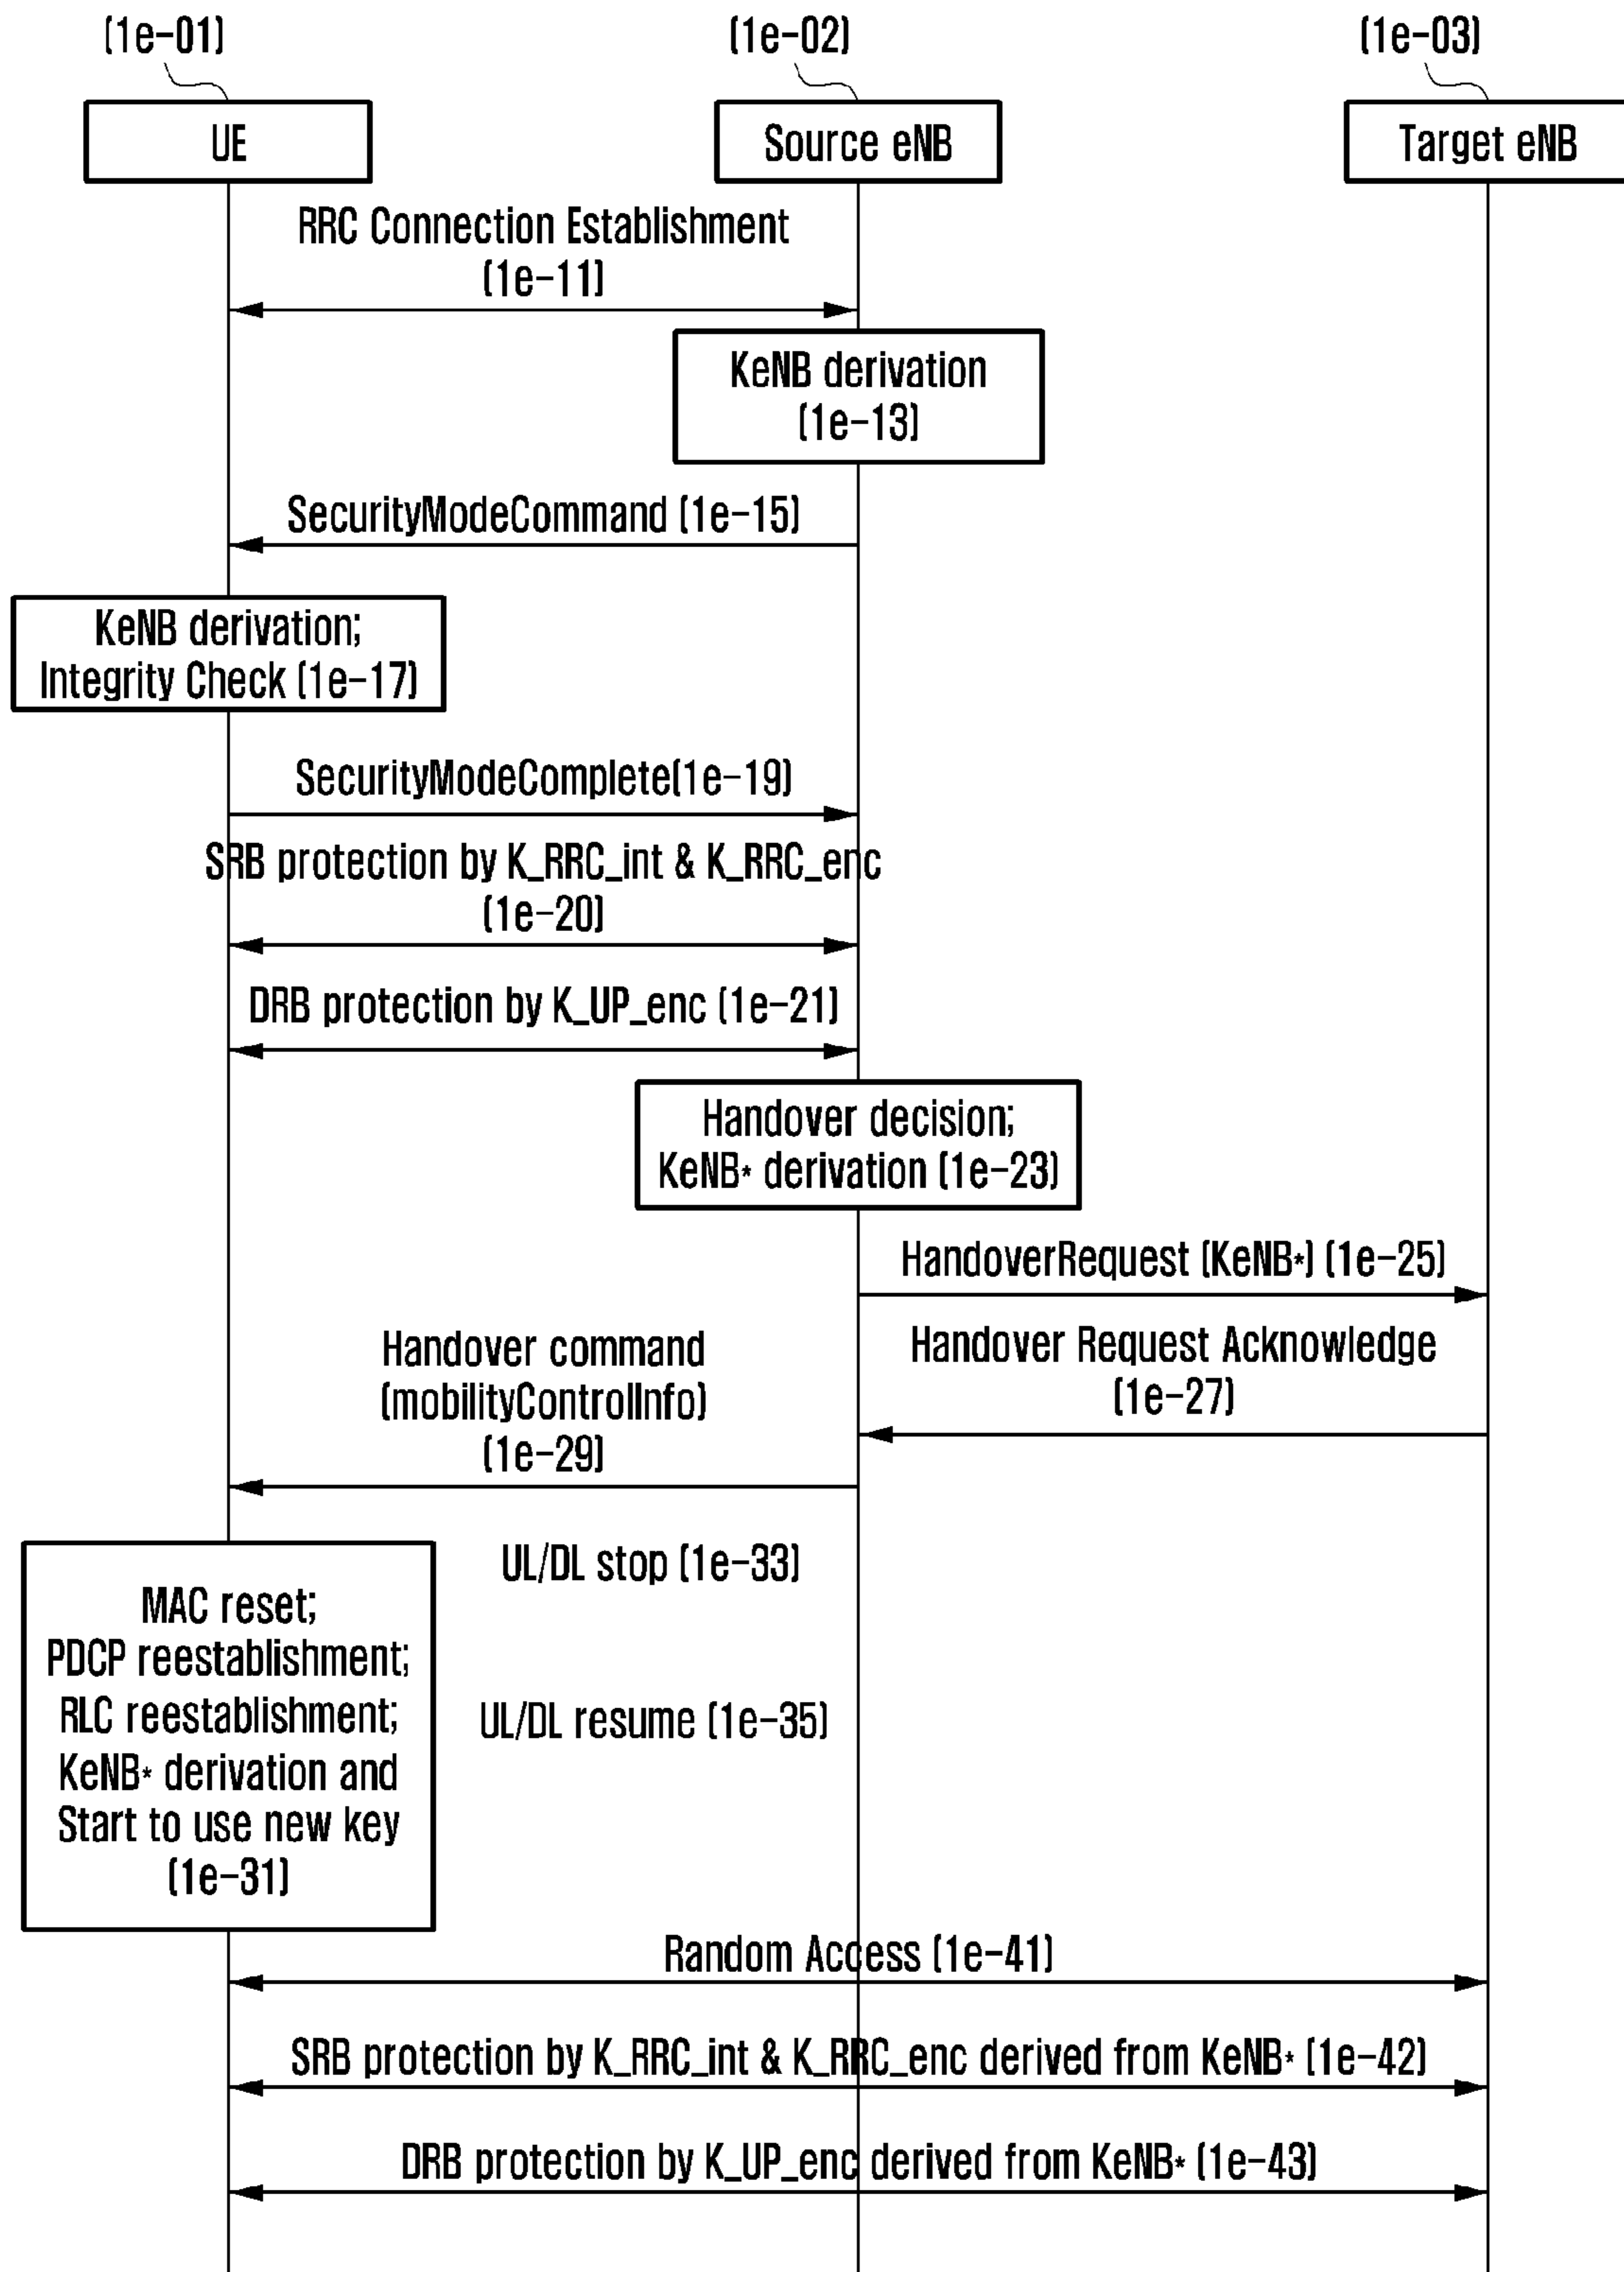 (1e-01)
(1e-02)
(1e-03)
UE
Source eNB
Target eNB
RRC Connection Establishment
(1e-11)
KeNB derivation
(1e-13)
SecurityModeCommand (1e-15)
KeNB derivation;
Integrity Check (1e-17)
SecurityModeComplete(1e-19)
SRB protection by K_RRC_int & K_RRC_enc
(1e-20)
DRB protection by K_UP_enc (1e-21)
Handover decision;
KeNB* derivation (1e-23)
HandoverRequest (KeNB*) (1e-25)
Handover Request Acknowledge
(1e-27)
Handover command
(mobilityControlInfo)
(1e-29)
UL/DL stop (1e-33)
MAC reset;
PDCP reestablishment;
RLC reestablishment;
KeNB* derivation and
Start to use new key
(1e-31)
UL/DL resume (1e-35)
Random Access (1e-41)
SRB protection by K_RRC_int & K_RRC_enc derived from KeNB* (1e-42)
DRB protection by K_UP_enc derived from KeNB* (1e-43)